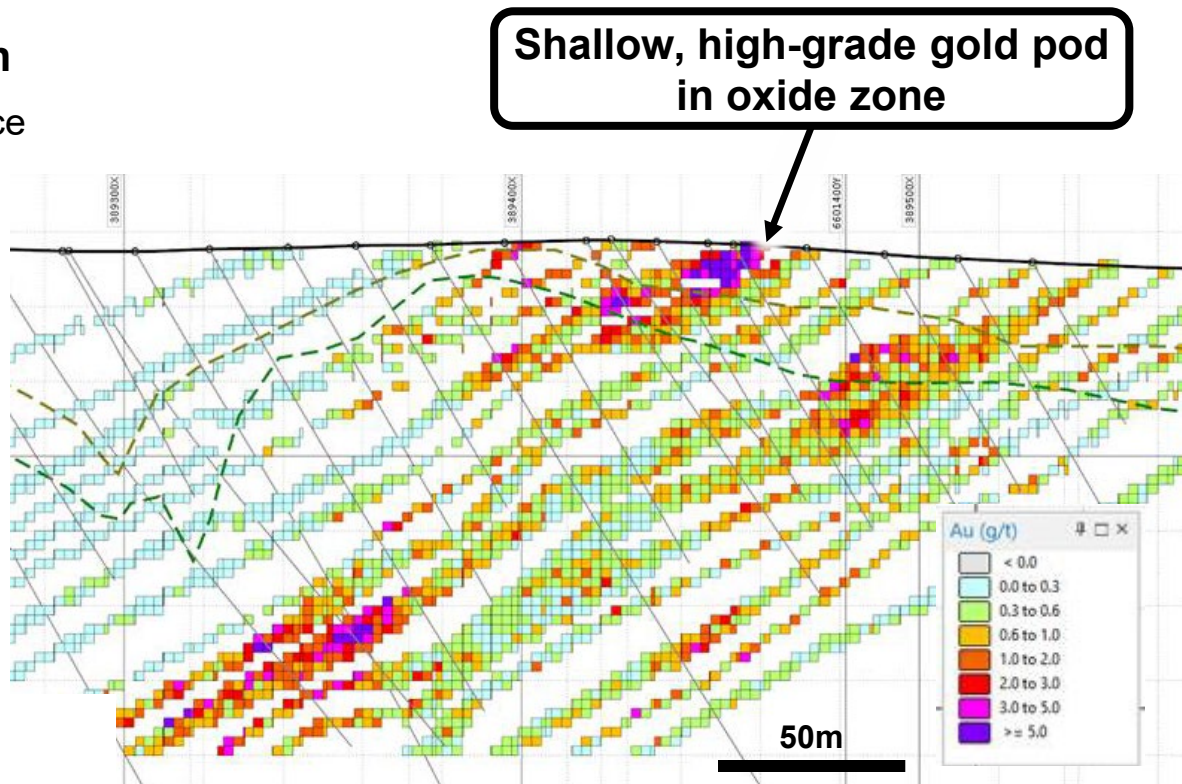 n
ce
Shallow, high-grade gold pod
in oxide zone
389300X
389400X
6601400Y
389500X
Au (g/t)
< 0.0
0.0 to 0.3
0.3 to 0.6
0.6 to 1.0
1.0 to 2.0
2.0 to 3.0
3.0 to 5.0
>= 5.0
50m